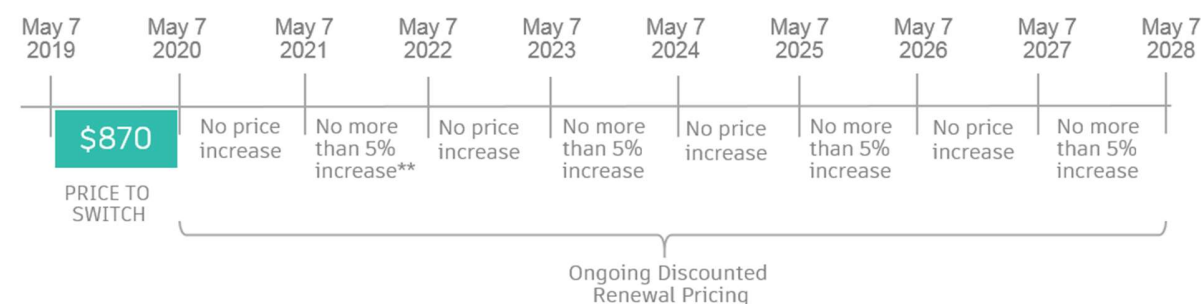 May 7 May 7 May 7 May 7 May 7 May 7 May 7 May 7 May 7 May 7
2019 2020 2021 2022 2023 2024 2025 2026 2027 2028
$870
PRICE TO
SWITCH
No price
increase
No more
than 5%
increase**
No price
increase
No more
than 5%
increase
No price
increase
No more
than 5%
increase
No price
increase
No more
than 5%
increase
Ongoing Discounted
Renewal Pricing